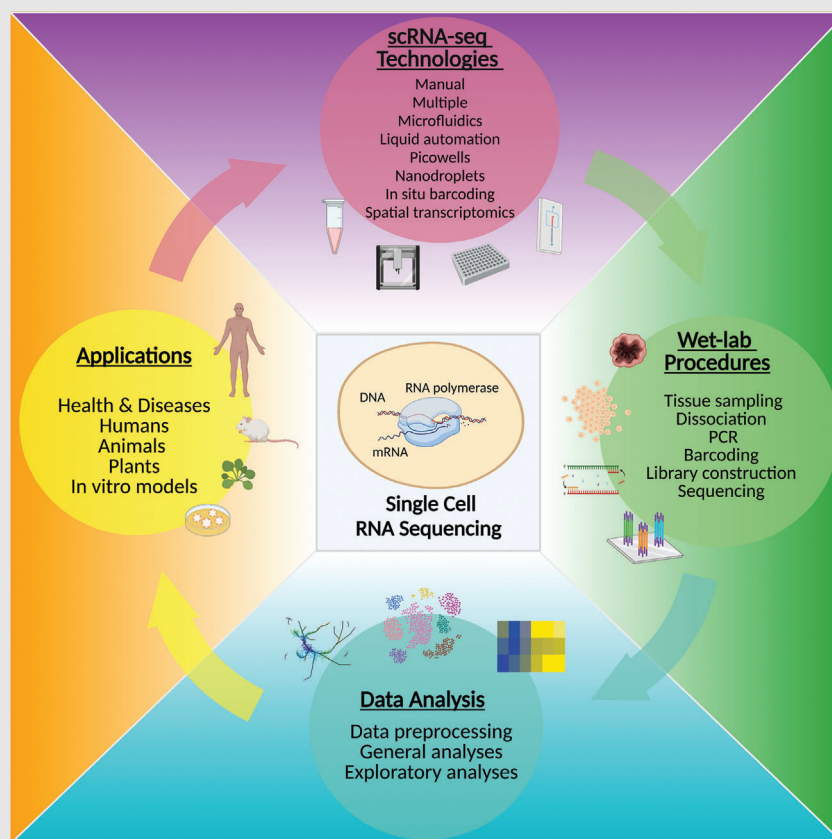 scRNA-seq
Technologies
Manual
Multiple
Microfluidics
Liquid automation
Picowells
Nanodroplets
In situ barcoding
Spatial transcriptomics
Applications
Health & Diseases
Humans
Animals
Plants
In vitro models
DNA
RNA polymerase
mRNA
Single Cell
RNA Sequencing
Wet-lab
Procedures
Tissue sampling
Dissociation
PCR
Barcoding
Library construction
Sequencing
Data Analysis
Data preprocessing
General analyses
Exploratory analyses